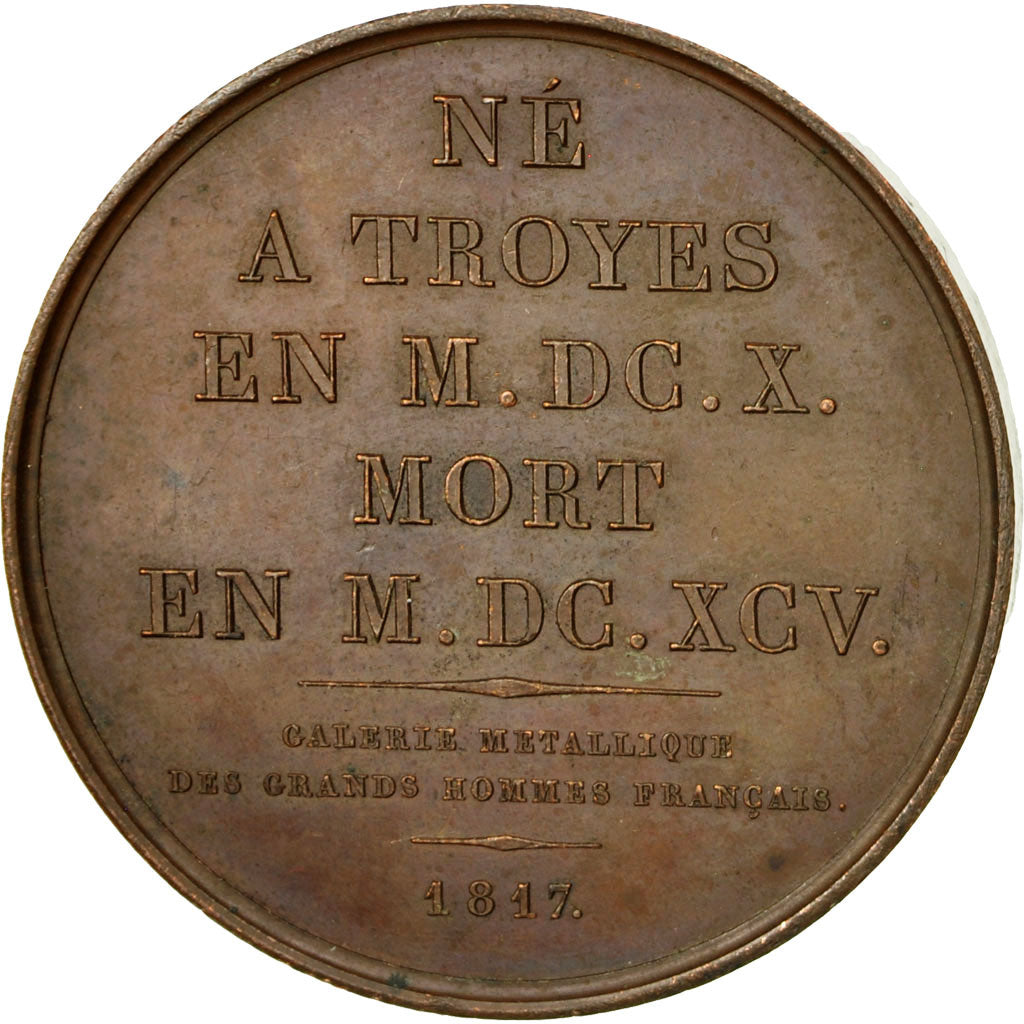 NÉ
A TROYES
EN M.DC.X.
MORT
EN M.DC.XCV.
GALERIE METALLIQUE
DES GRANDS HOMMES FRANÇAIS.
1817.